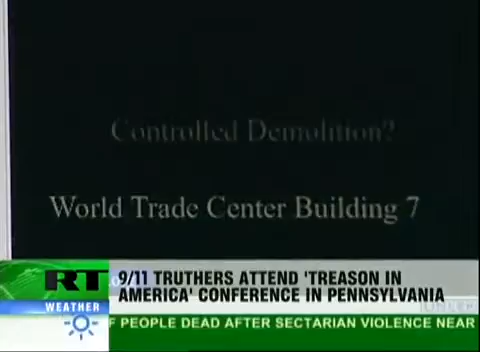 Controlled Demolition?
World Trade Center Building 7
RT
9/11 TRUTHERS ATTEND 'TREASON IN
AMERICA' CONFERENCE IN PENNSYLVANIA
WEATHER
F PEOPLE DEAD AFTER SECTARIAN VIOLENCE NEAR